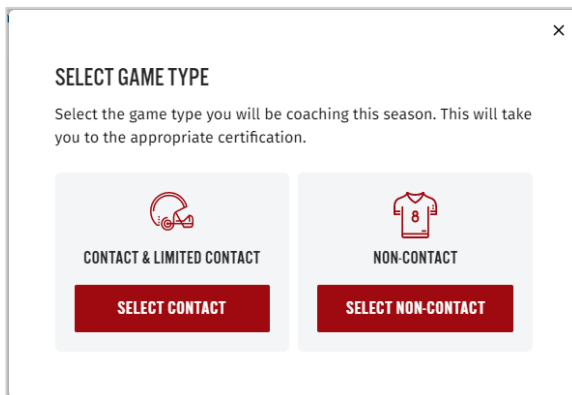 SELECT GAME TYPE
Select the game type you will be coaching this season. This will take
you to the appropriate certification.
8
CONTACT & LIMITED CONTACT
NON-CONTACT
SELECT CONTACT
SELECT NON-CONTACT